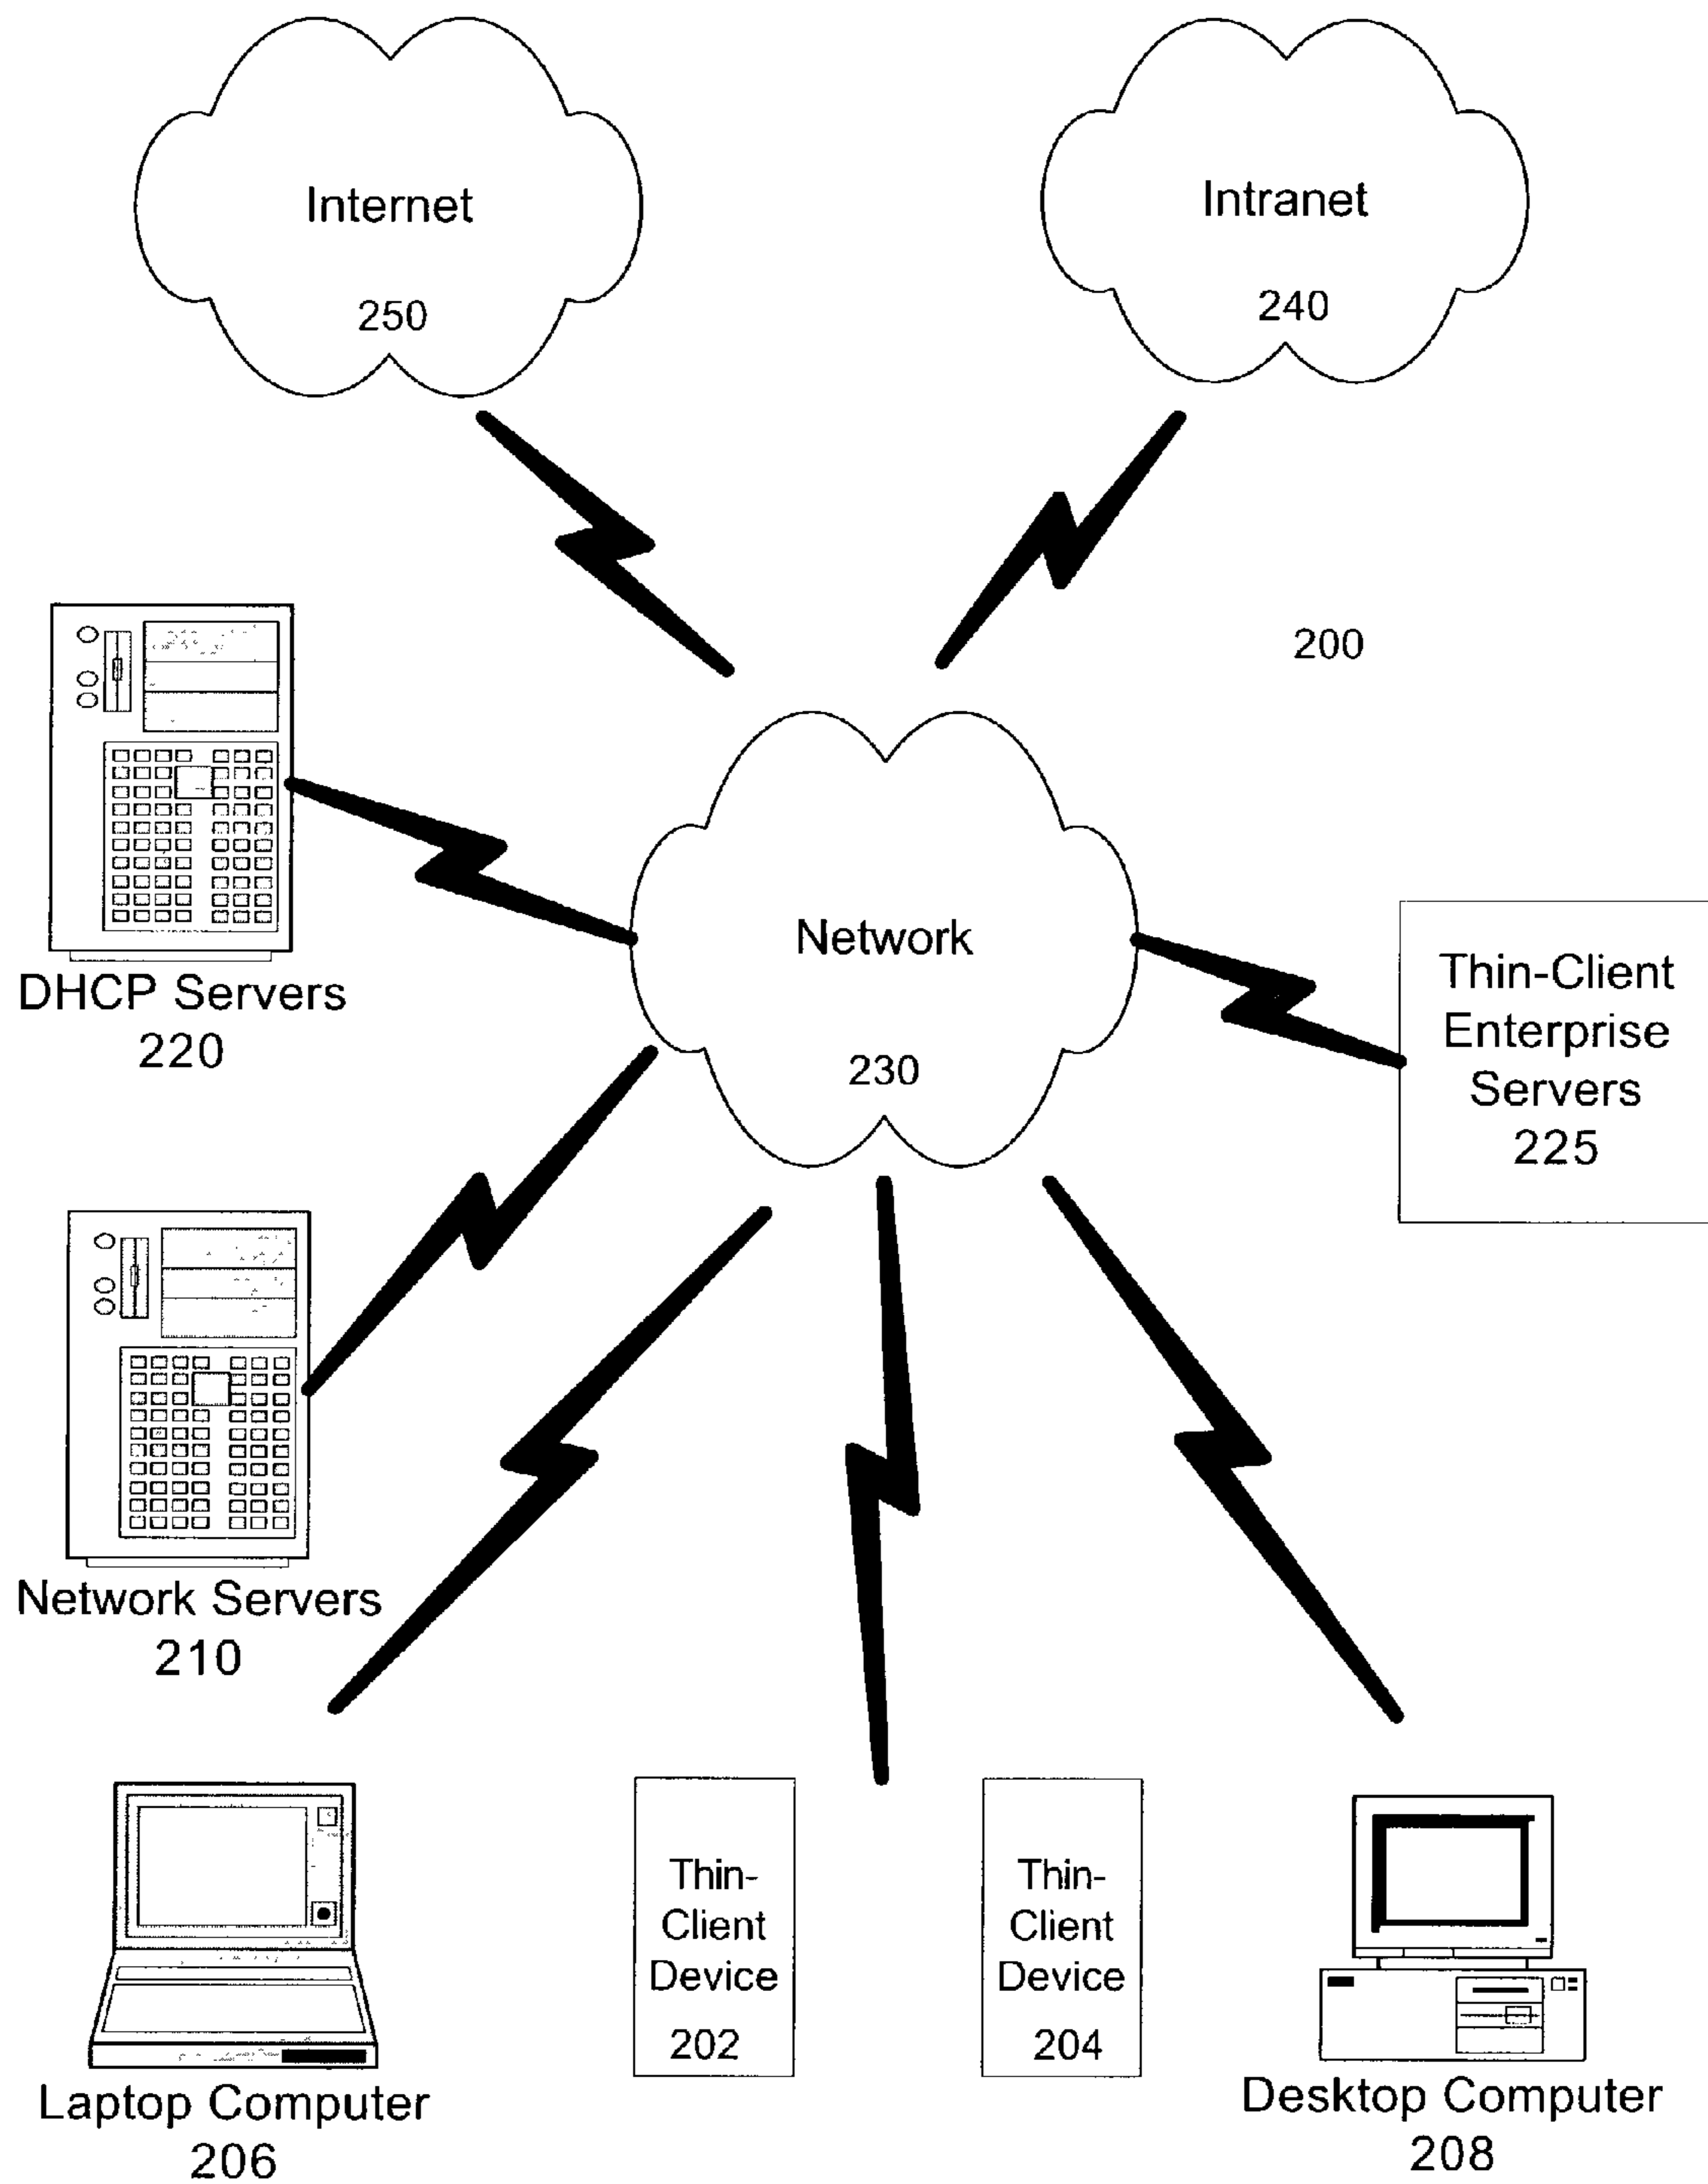 Internet
250
Intranet
240
200
DHCP Servers
220
Network
230
Thin-Client
Enterprise
Servers
225
Network Servers
210
Laptop Computer
206
Thin-
Client
Device
202
Thin-
Client
Device
204
Desktop Computer
208